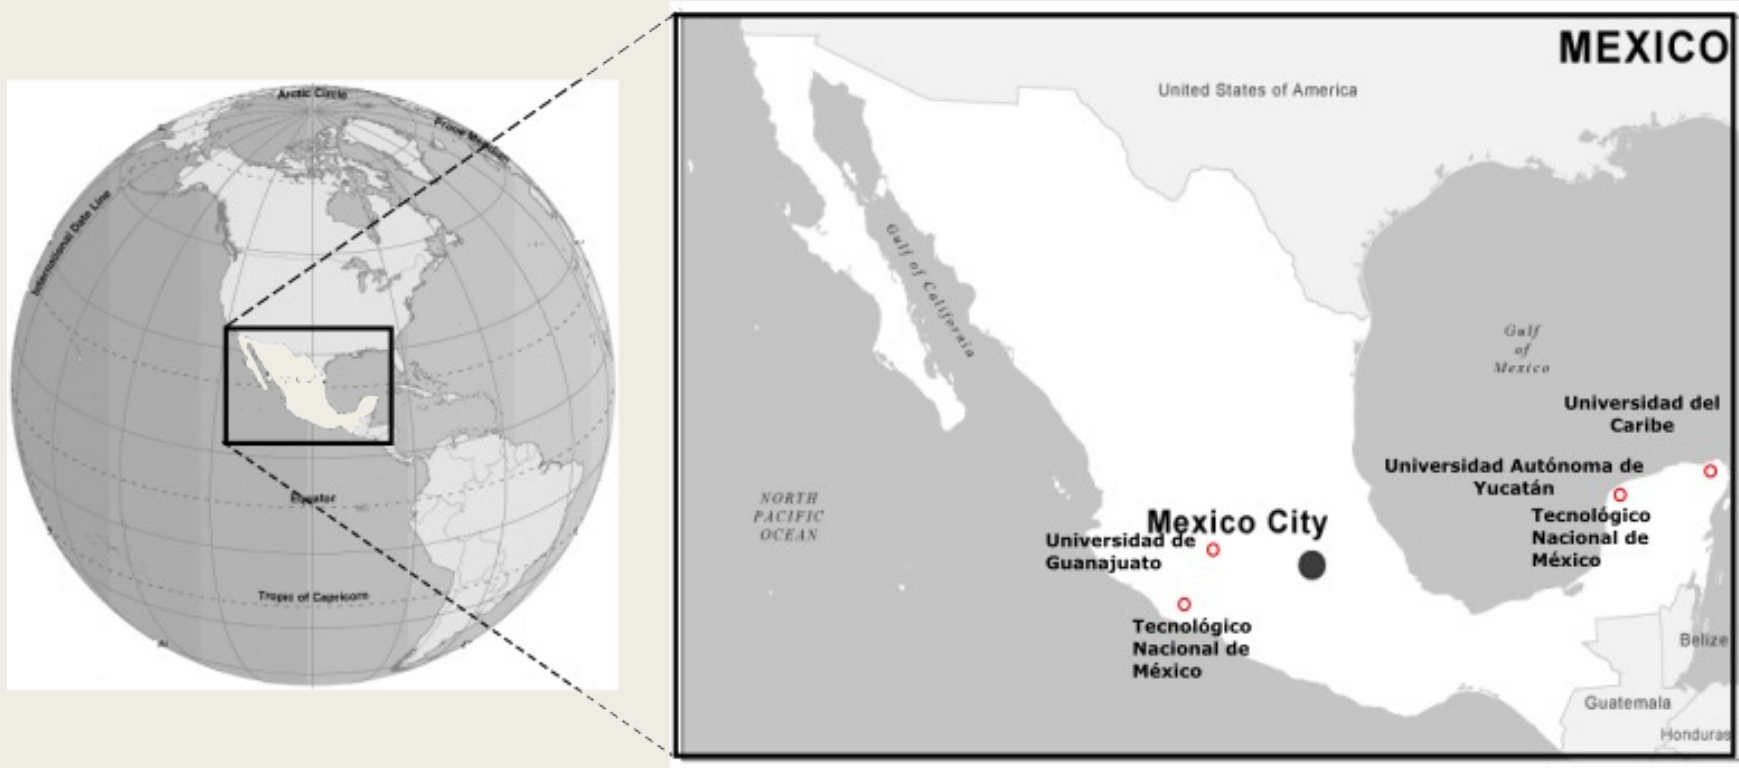 Arctic Circle
Prime Meridian
International Date Line
Equator
Tropic of Capricorn
MEXICO
United States of America
Gulf of California
Gulf
of
Mexico
Universidad del
Caribe
Universidad Autónoma de
Yucatán
Tecnológico
Nacional de
México
NORTH
PACIFIC
OCEAN
Mexico City
Universidad de
Guanajuato
Tecnológico
Nacional de
México
Belize
Guatemala
Honduras